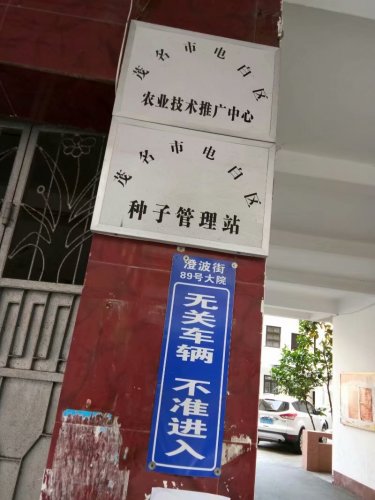 茂名市电白区
农业技术推广中心
茂名市电白区
种子管理站
澄波街
89号大院
无关车辆 不准进入